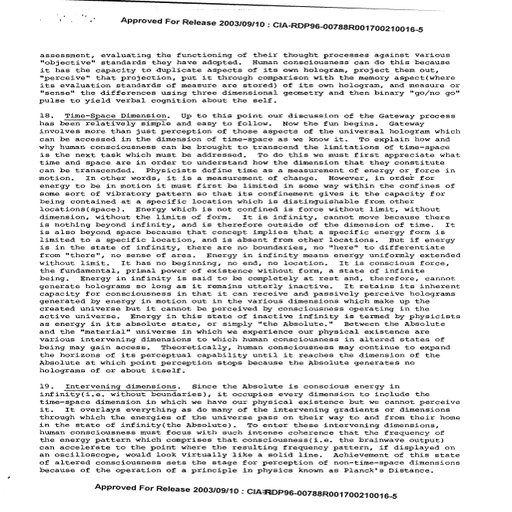 Approved For Release 2003/09/10 : CIA-RDP96-00788R001700210016-5
assessment, evaluating the functioning of their thought processes against various
"objective" standards they have adopted. Human consciousness can do this because
it has the capacity to duplicate aspects of its own hologram, project them out,
"perceive" that projection, put it through comparison with the memory aspect(where
its evaluation standards of measure are stored) of its own hologram, and measure or
"sense" the differences using three dimensional geometry and then binary "go/no go"
pulse to yield verbal cognition about the self.
18. Time-Space Dimension. Up to this point our discussion of the Gateway process
has been relatively simple and easy to follow. Now the fun begins. Gateway
involves more than just perception of those aspects of the universal hologram which
can be accessed in the dimension of time-space as we know it. To explain how and
why human consciousness can be brought to transcend the limitations of time-space
is the next task which must be addressed. To do this we must first appreciate what
time and space are in order to understand how the dimension that they constitute
can be transcended. Physicists define time as a measurement of energy or force in
motion. In other words, it is a measurement of change. However, in order for
energy to be in motion it must first be limited in some way within the confines of
some sort of vibratory pattern so that its confinement gives it the capacity for
being contained at a specific location which is distinguishable from other
locations(space). Energy which is not confined is force without limit, without
dimension, without the limits of form. It is infinity, cannot move because there
is nothing beyond infinity, and is therefore outside of the dimension of time. It
is also beyond space because that concept implies that a specific energy form is
limited to a specific location, and is absent from other locations. But if energy
is in the state of infinity, there are no boundaries, no "here" to differentiate
from "there", no sense of area. Energy in infinity means energy uniformly extended
without limit. It has no beginning, no end, no location. It is conscious force,
the fundamental, primal power of existence without form, a state of infinite
being. Energy in infinity is said to be completely at rest and, therefore, cannot
generate holograms so long as it remains utterly inactive. It retains its inherent
capacity for consciousness in that it can receive and passively perceive holograms
generated by energy in motion out in the various dimensions which make up the
created universe but it cannot be perceived by consciousness operating in the
active universe. Energy in this state of inactive infinity is termed by physicists
as energy in its absolute state, or simply "the Absolute." Between the Absolute
and the "material" universe in which we experience our physical existence are
various intervening dimensions to which human consciousness in altered states of
being may gain access. Theoretically, human consciousness may continue to expand
the horizons of its perceptual capability until it reaches the dimension of the
Absolute at which point perception stops because the Absolute generates no
holograms of or about itself.
19. Intervening dimensions. Since the Absolute is conscious energy in
infinity(i.e. without boundaries), it occupies every dimension to include the
time-space dimension in which we have our physical existence but we cannot perceive
it. It overlays everything as do many of the intervening gradients or dimensions
through which the energies of the universe pass on their way to and from their home
in the state of infinity(the Absolute). To enter these intervening dimensions,
human consciousness must focus with such intense coherence that the frequency of
the energy pattern which comprises that consciousness(i.e. the brainwave output)
can accelerate to the point where the resulting frequency pattern, if displayed on
an oscilloscope, would look virtually like a solid line. Achievement of this state
of altered consciousness sets the stage for perception of non-time-space dimensions
because of the operation of a principle in physics known as Planck's Distance.
Approved For Release 2003/09/10 : CIA-RDP96-00788R001700210016-5